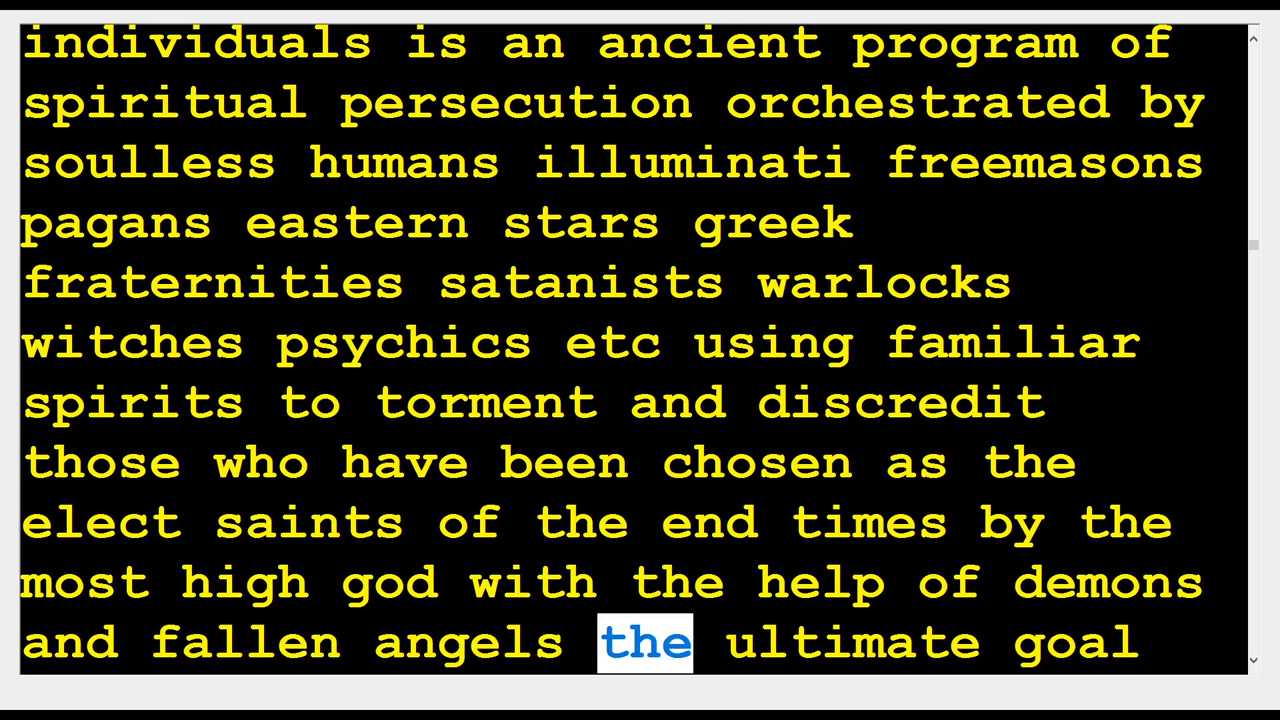 individuals is an ancient program of
spiritual persecution orchestrated by
soulless humans illuminati freemasons
pagans eastern stars greek
fraternities satanists warlocks
witches psychics etc using familiar
spirits to torment and discredit
those who have been chosen as the
elect saints of the end times by the
most high god with the help of demons
and fallen angels the ultimate goal